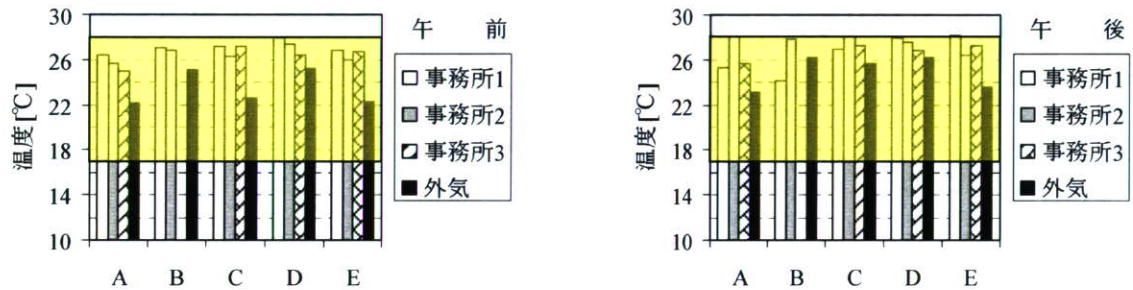 温度[℃]
30
26
22
18
14
10
A B C D E
午 前
事務所1
事務所2
事務所3
外気
温度[℃]
30
26
22
18
14
10
A B C D E
午 後
事務所1
事務所2
事務所3
外気